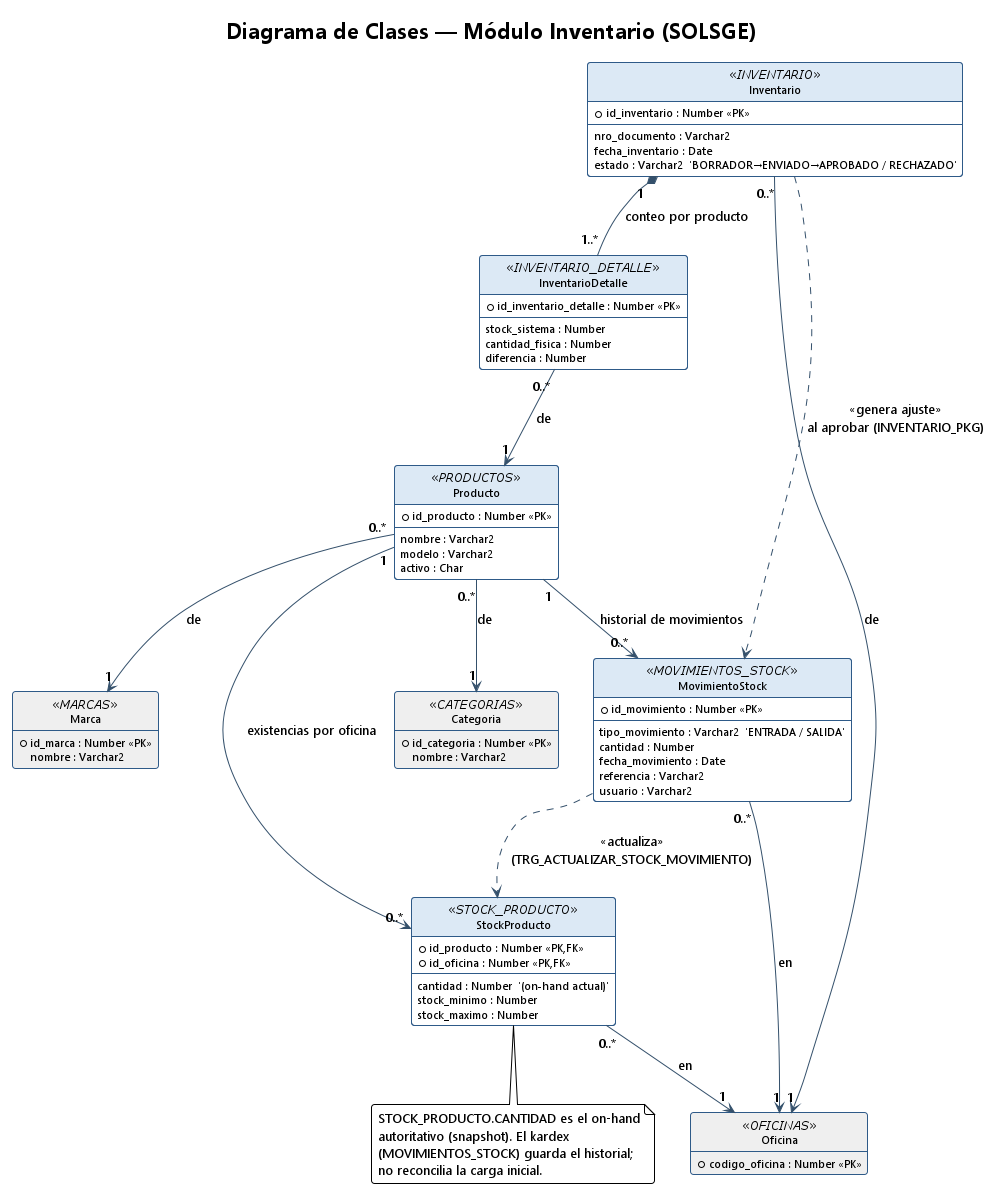 Diagrama de Clases — Módulo Inventario (SOLSGE)
«INVENTARIO»
Inventario
id_inventario : Number «PK»
nro_documento : Varchar2
fecha_inventario : Date
estado : Varchar2 'BORRADOR→ENVIADO→APROBADO / RECHAZADO'
1
0..*
conteo por producto
1..*
«INVENTARIO_DETALLE»
InventarioDetalle
id_inventario_detalle : Number «PK»
stock_sistema : Number
cantidad_fisica : Number
diferencia : Number
0..*
de
1
«genera ajuste»
al aprobar (INVENTARIO_PKG)
«PRODUCTOS»
Producto
id_producto : Number «PK»
nombre : Varchar2
modelo : Varchar2
activo : Char
0..*
1
0..*
1
de
de
historial de movimientos
de
0..*
1
1
«MARCAS»
Marca
id_marca : Number «PK»
nombre : Varchar2
existencias por oficina
«CATEGORIAS»
Categoria
id_categoria : Number «PK»
nombre : Varchar2
«MOVIMIENTOS_STOCK»
MovimientoStock
id_movimiento : Number «PK»
tipo_movimiento : Varchar2 'ENTRADA / SALIDA'
cantidad : Number
fecha_movimiento : Date
referencia : Varchar2
usuario : Varchar2
0..*
«actualiza»
(TRG_ACTUALIZAR_STOCK_MOVIMIENTO)
0..*
«STOCK_PRODUCTO»
StockProducto
id_producto : Number «PK,FK»
id_oficina : Number «PK,FK»
cantidad : Number '(on-hand actual)'
stock_minimo : Number
stock_maximo : Number
en
0..*
en
1
1
1
STOCK_PRODUCTO.CANTIDAD es el on-hand
autoritativo (snapshot). El kardex
(MOVIMIENTOS_STOCK) guarda el historial;
no reconcilia la carga inicial.
«OFICINAS»
Oficina
codigo_oficina : Number «PK»